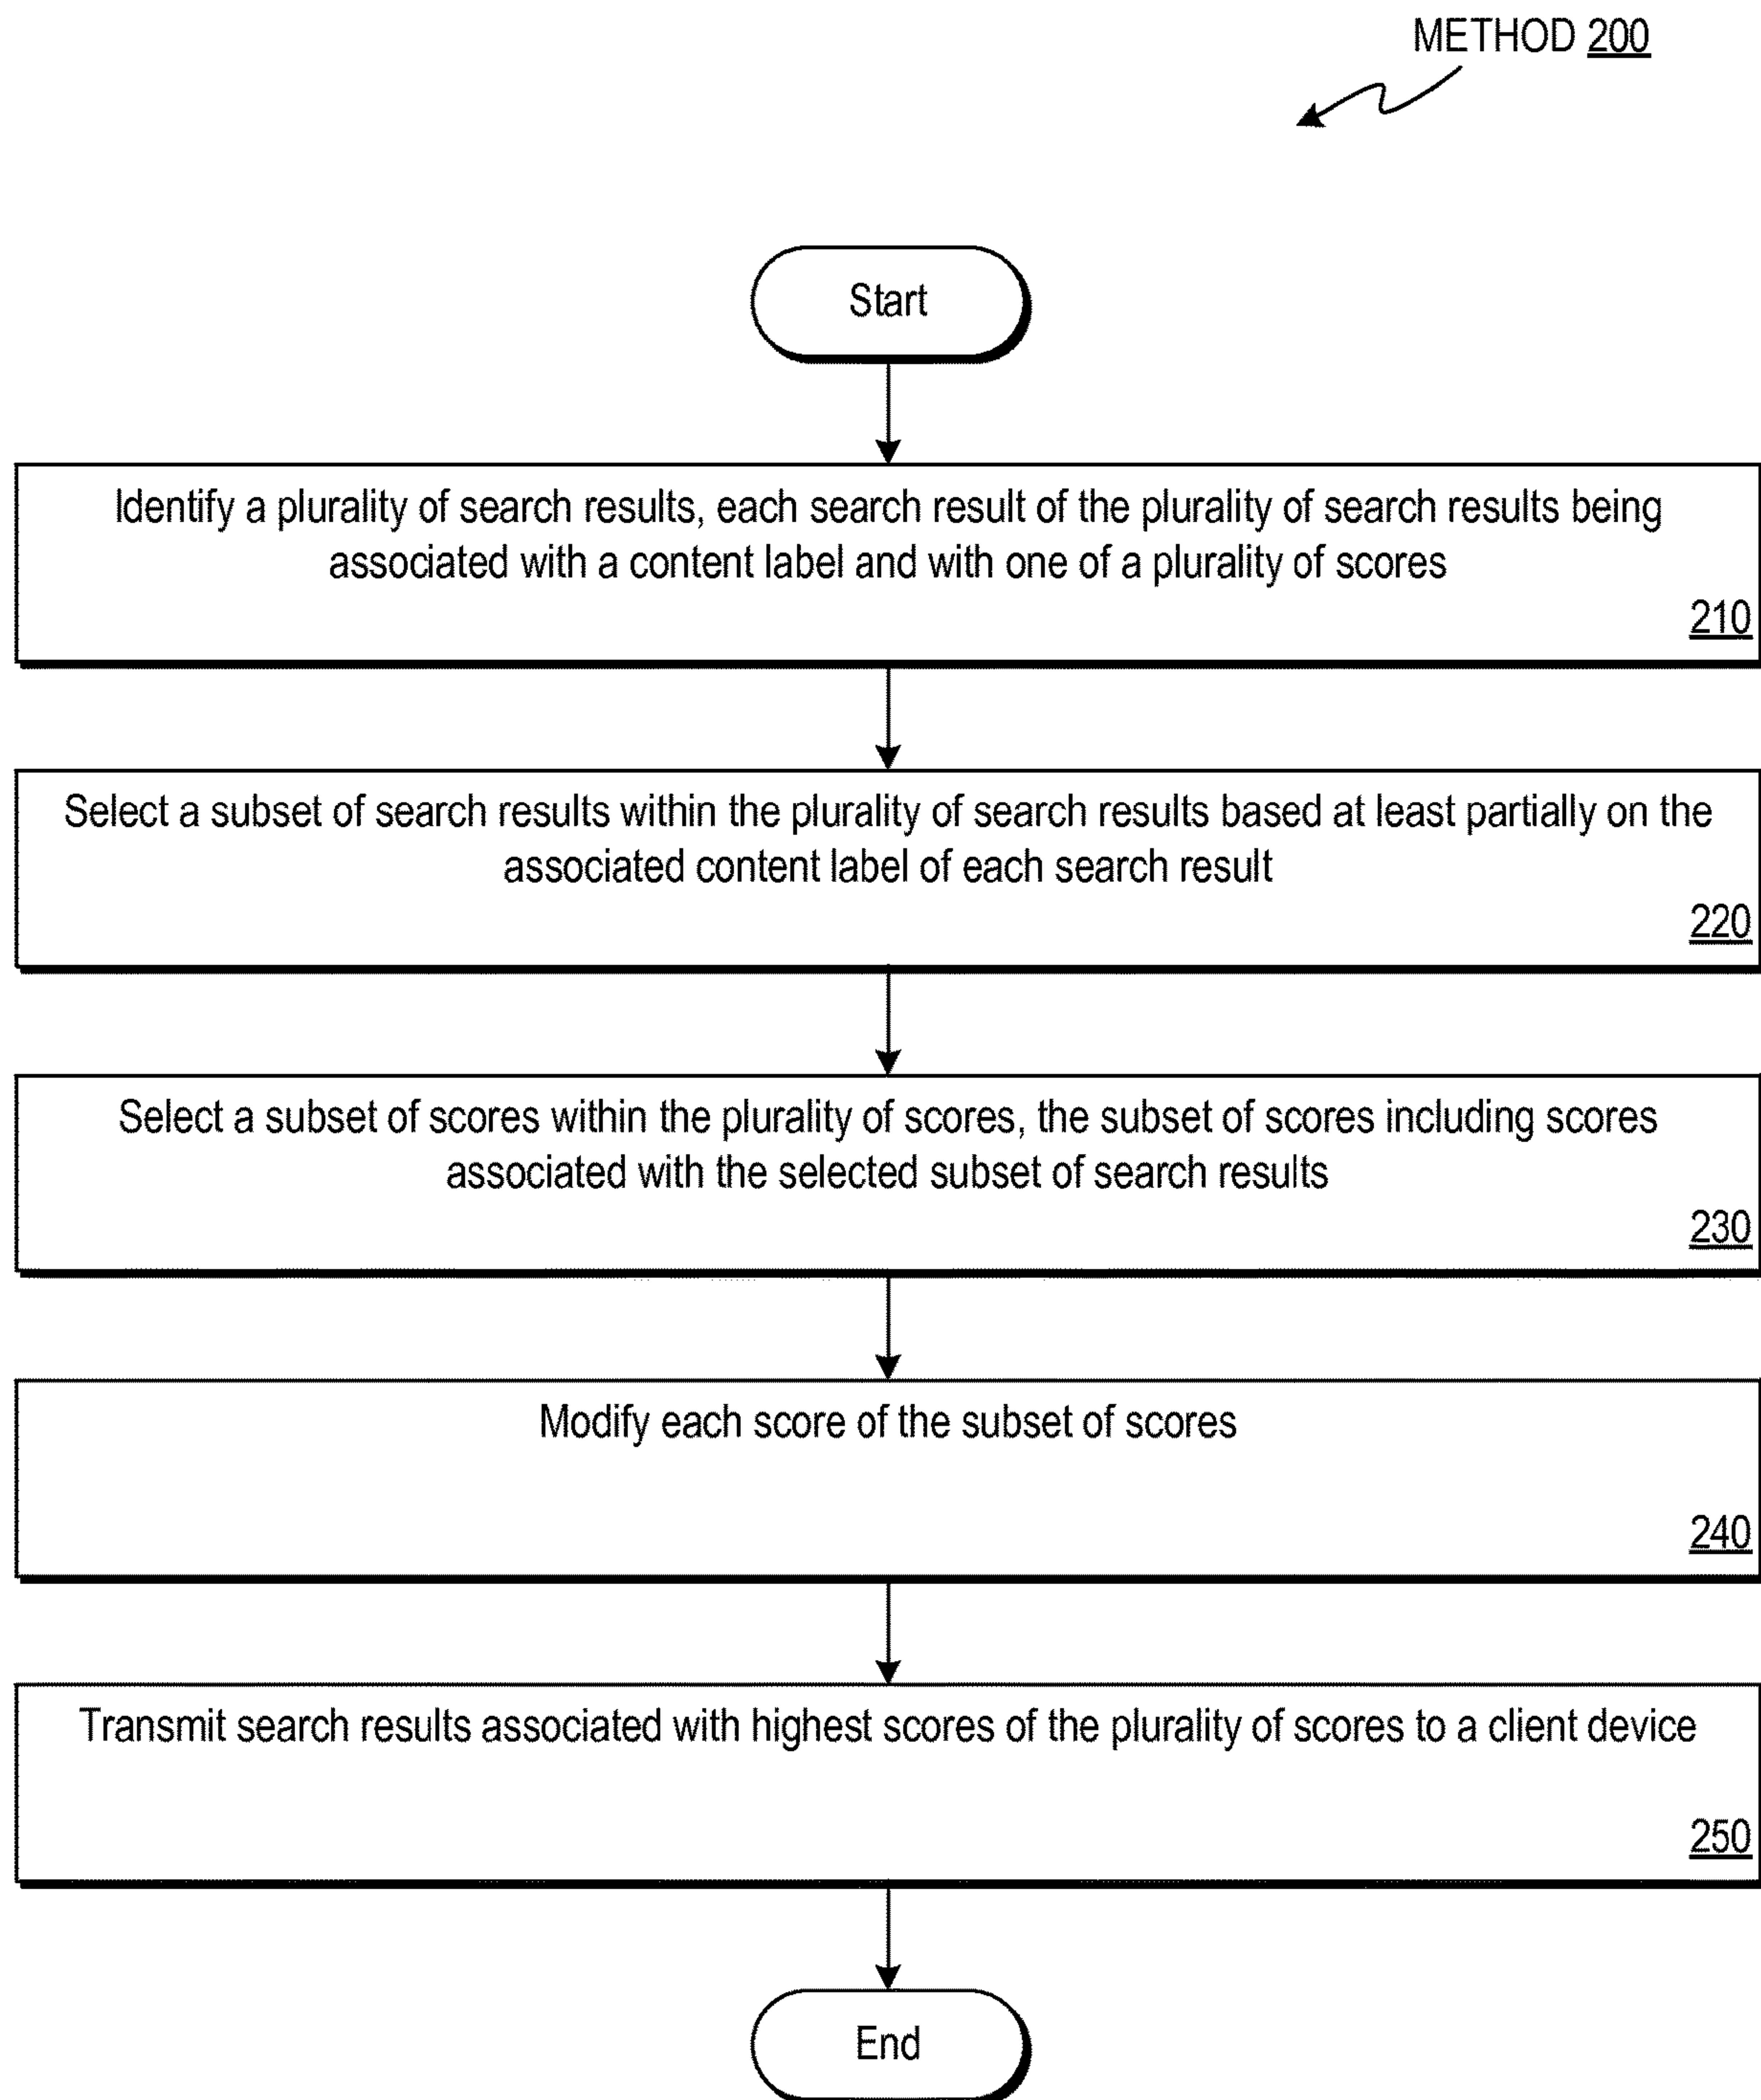 METHOD 200
Start
Identify a plurality of search results, each search result of the plurality of search results being
associated with a content label and with one of a plurality of scores
210
Select a subset of search results within the plurality of search results based at least partially on the
associated content label of each search result
220
Select a subset of scores within the plurality of scores, the subset of scores including scores
associated with the selected subset of search results
230
Modify each score of the subset of scores
240
Transmit search results associated with highest scores of the plurality of scores to a client device
250
End